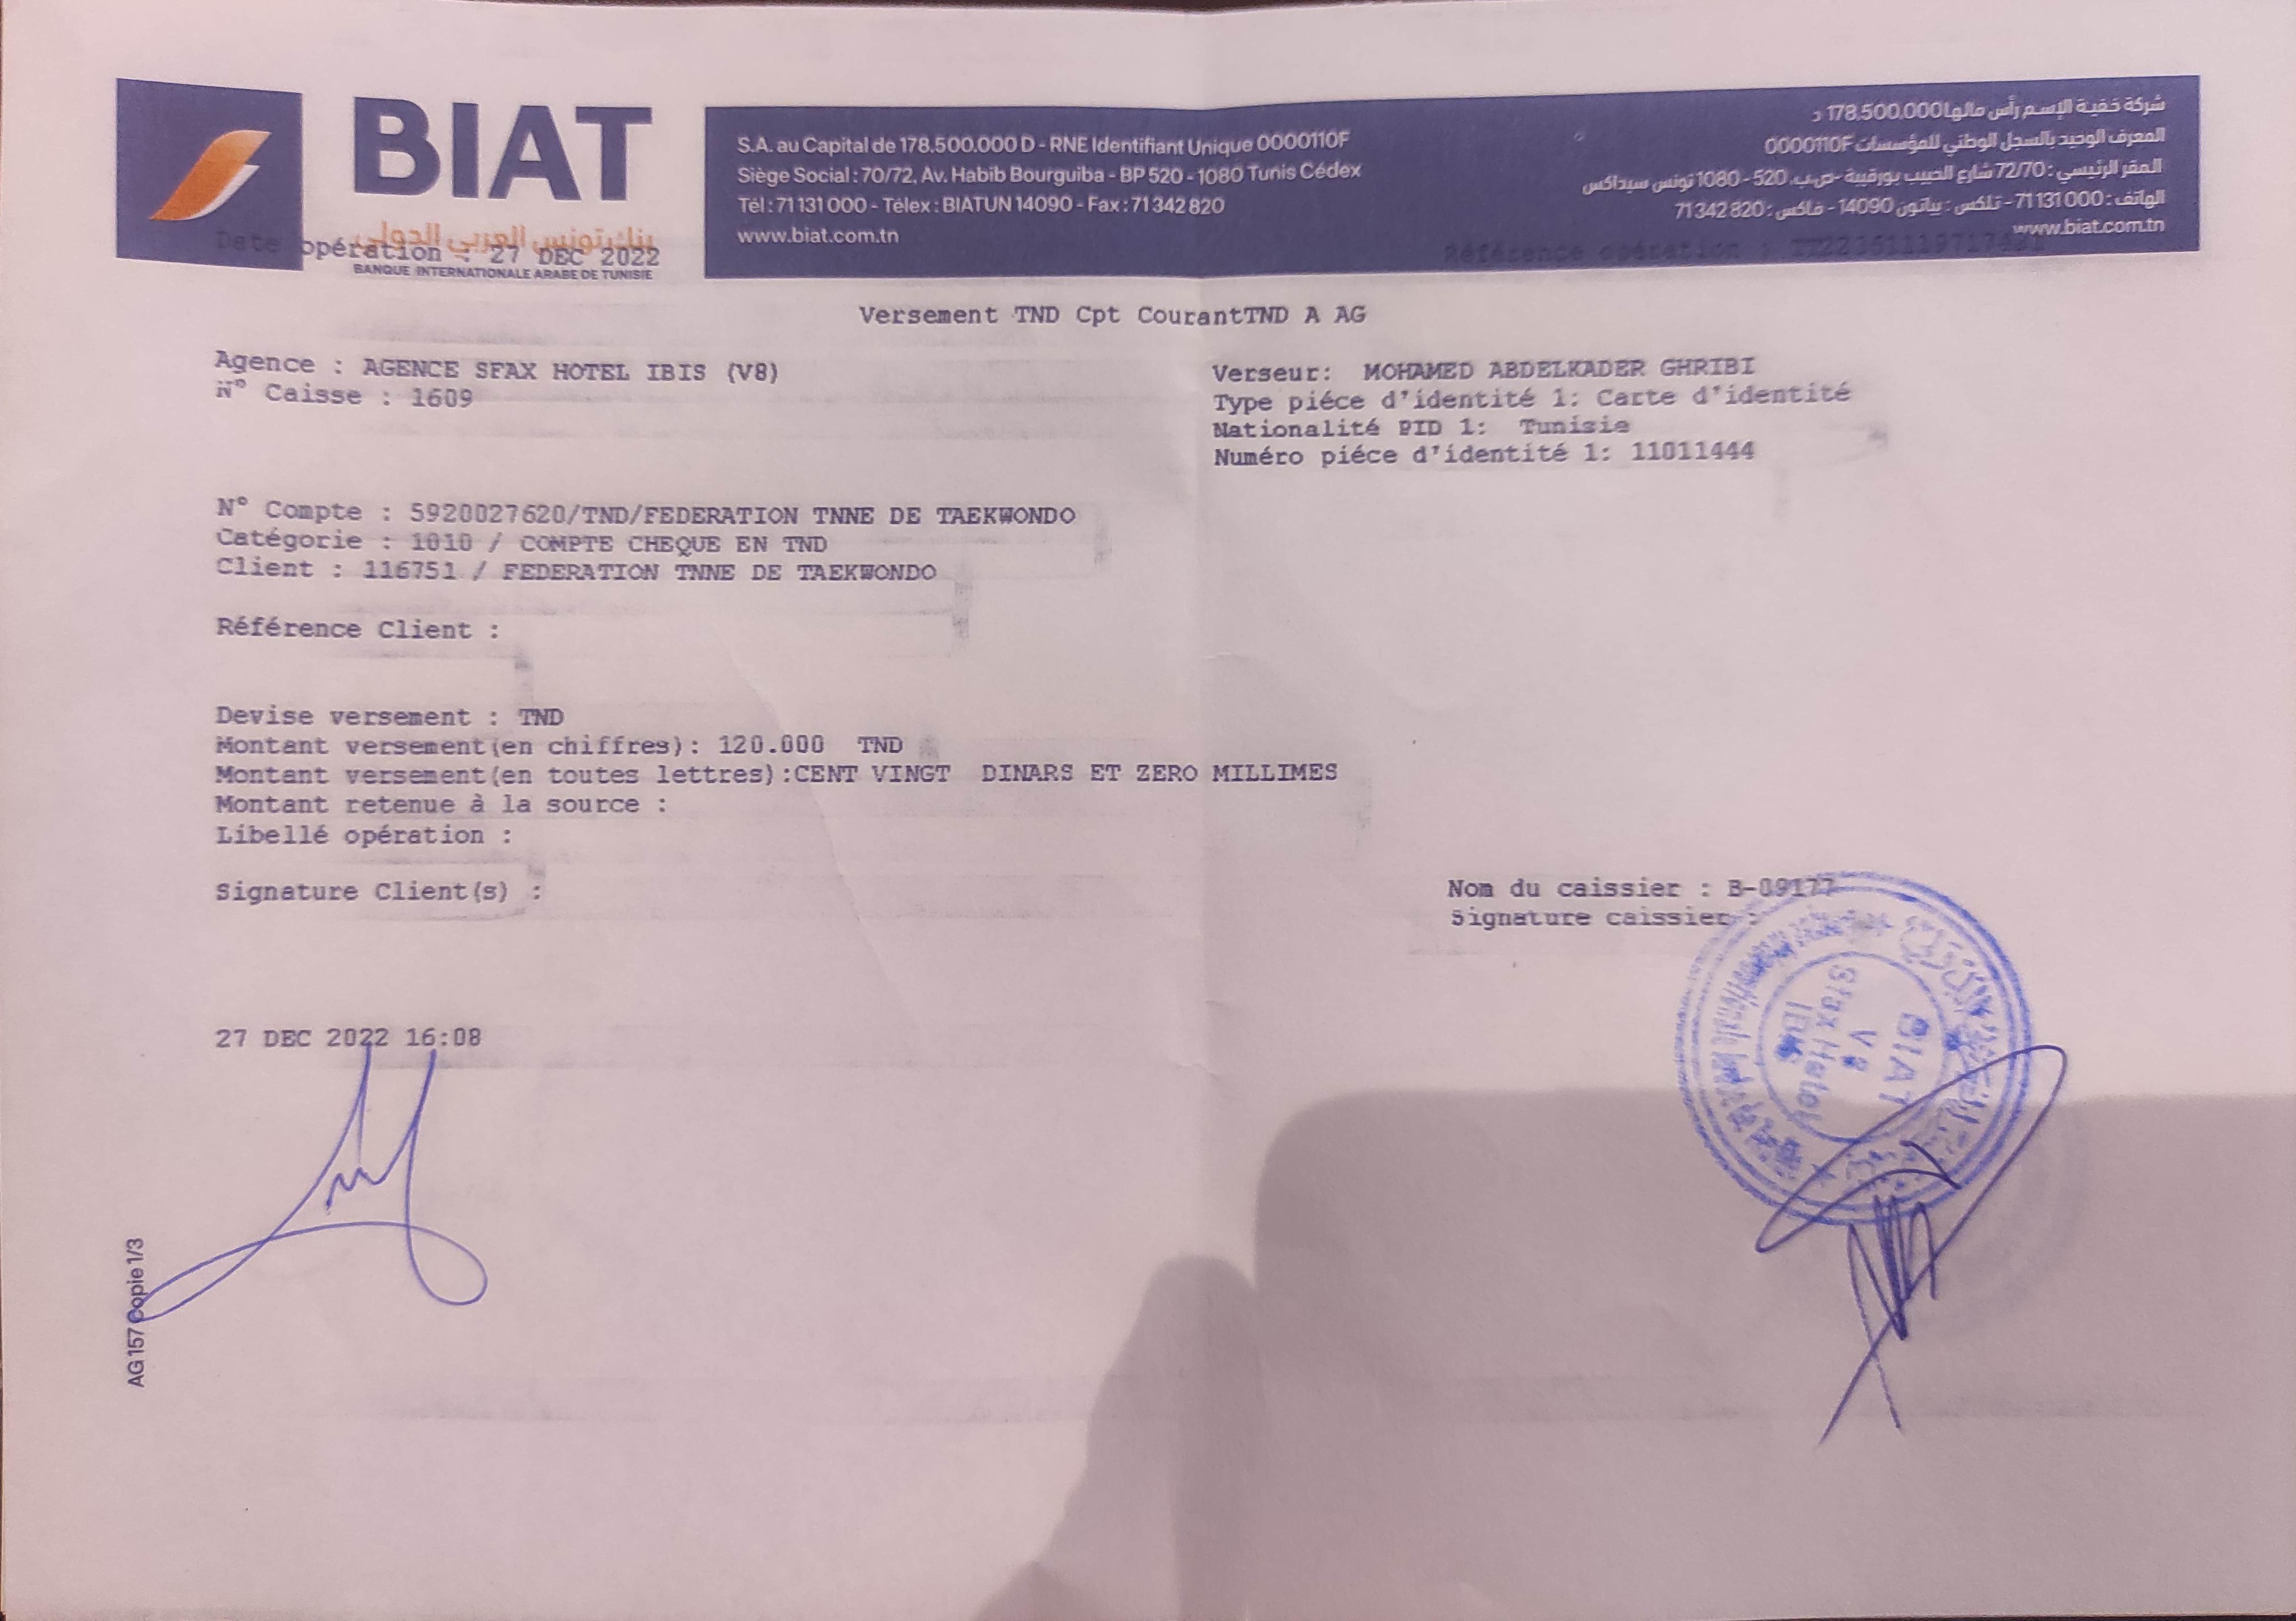 BIAT
بنك تونس العربي الدولي
BANQUE INTERNATIONALE ARABE DE TUNISIE
S.A. au Capital de 178.500.000 D - RNE Identifiant Unique 0000110F
Siège Social : 70/72, Av. Habib Bourguiba - BP 520 - 1080 Tunis Cédex
Tél : 71 131 000 - Télex : BIATUN 14090 - Fax : 71 342 820
www.biat.com.tn
شركة خفية الإسم رأس مالها 178.500.000 د
المعرف الوحيد بالسجل الوطني للمؤسسات 0000110F
المقر الرئيسي : 72/70 شارع الحبيب بورقيبة -ص.ب. 520 - 1080 تونس سيداكس
الهاتف : 71 131 000 - تلكس : بياتون 14090 - فاكس : 71 342 820
www.biat.com.tn
Date opération : 27 DEC 2022
Référence opération :
Versement TND Cpt CourantTND A AG
Agence : AGENCE SFAX HOTEL IBIS (V8)
N° Caisse : 1609
Verseur: MOHAMED ABDELKADER GHRIBI
Type piéce d'identité 1: Carte d'identité
Nationalité PID 1: Tunisie
Numéro piéce d'identité 1: 11011444
N° Compte : 5920027620/TND/FEDERATION TNNE DE TAEKWONDO
Catégorie : 1010 / COMPTE CHEQUE EN TND
Client : 116751 / FEDERATION TNNE DE TAEKWONDO
Référence Client :
Devise versement : TND
Montant versement(en chiffres): 120.000 TND
Montant versement(en toutes lettres):CENT VINGT DINARS ET ZERO MILLIMES
Montant retenue à la source :
Libellé opération :
Signature Client(s) :
Nom du caissier : B-09177
Signature caissier :
BIAT
V 8
Sfax Hotel
IBIS
27 DEC 2022 16:08
AG 157 Copie 1/3